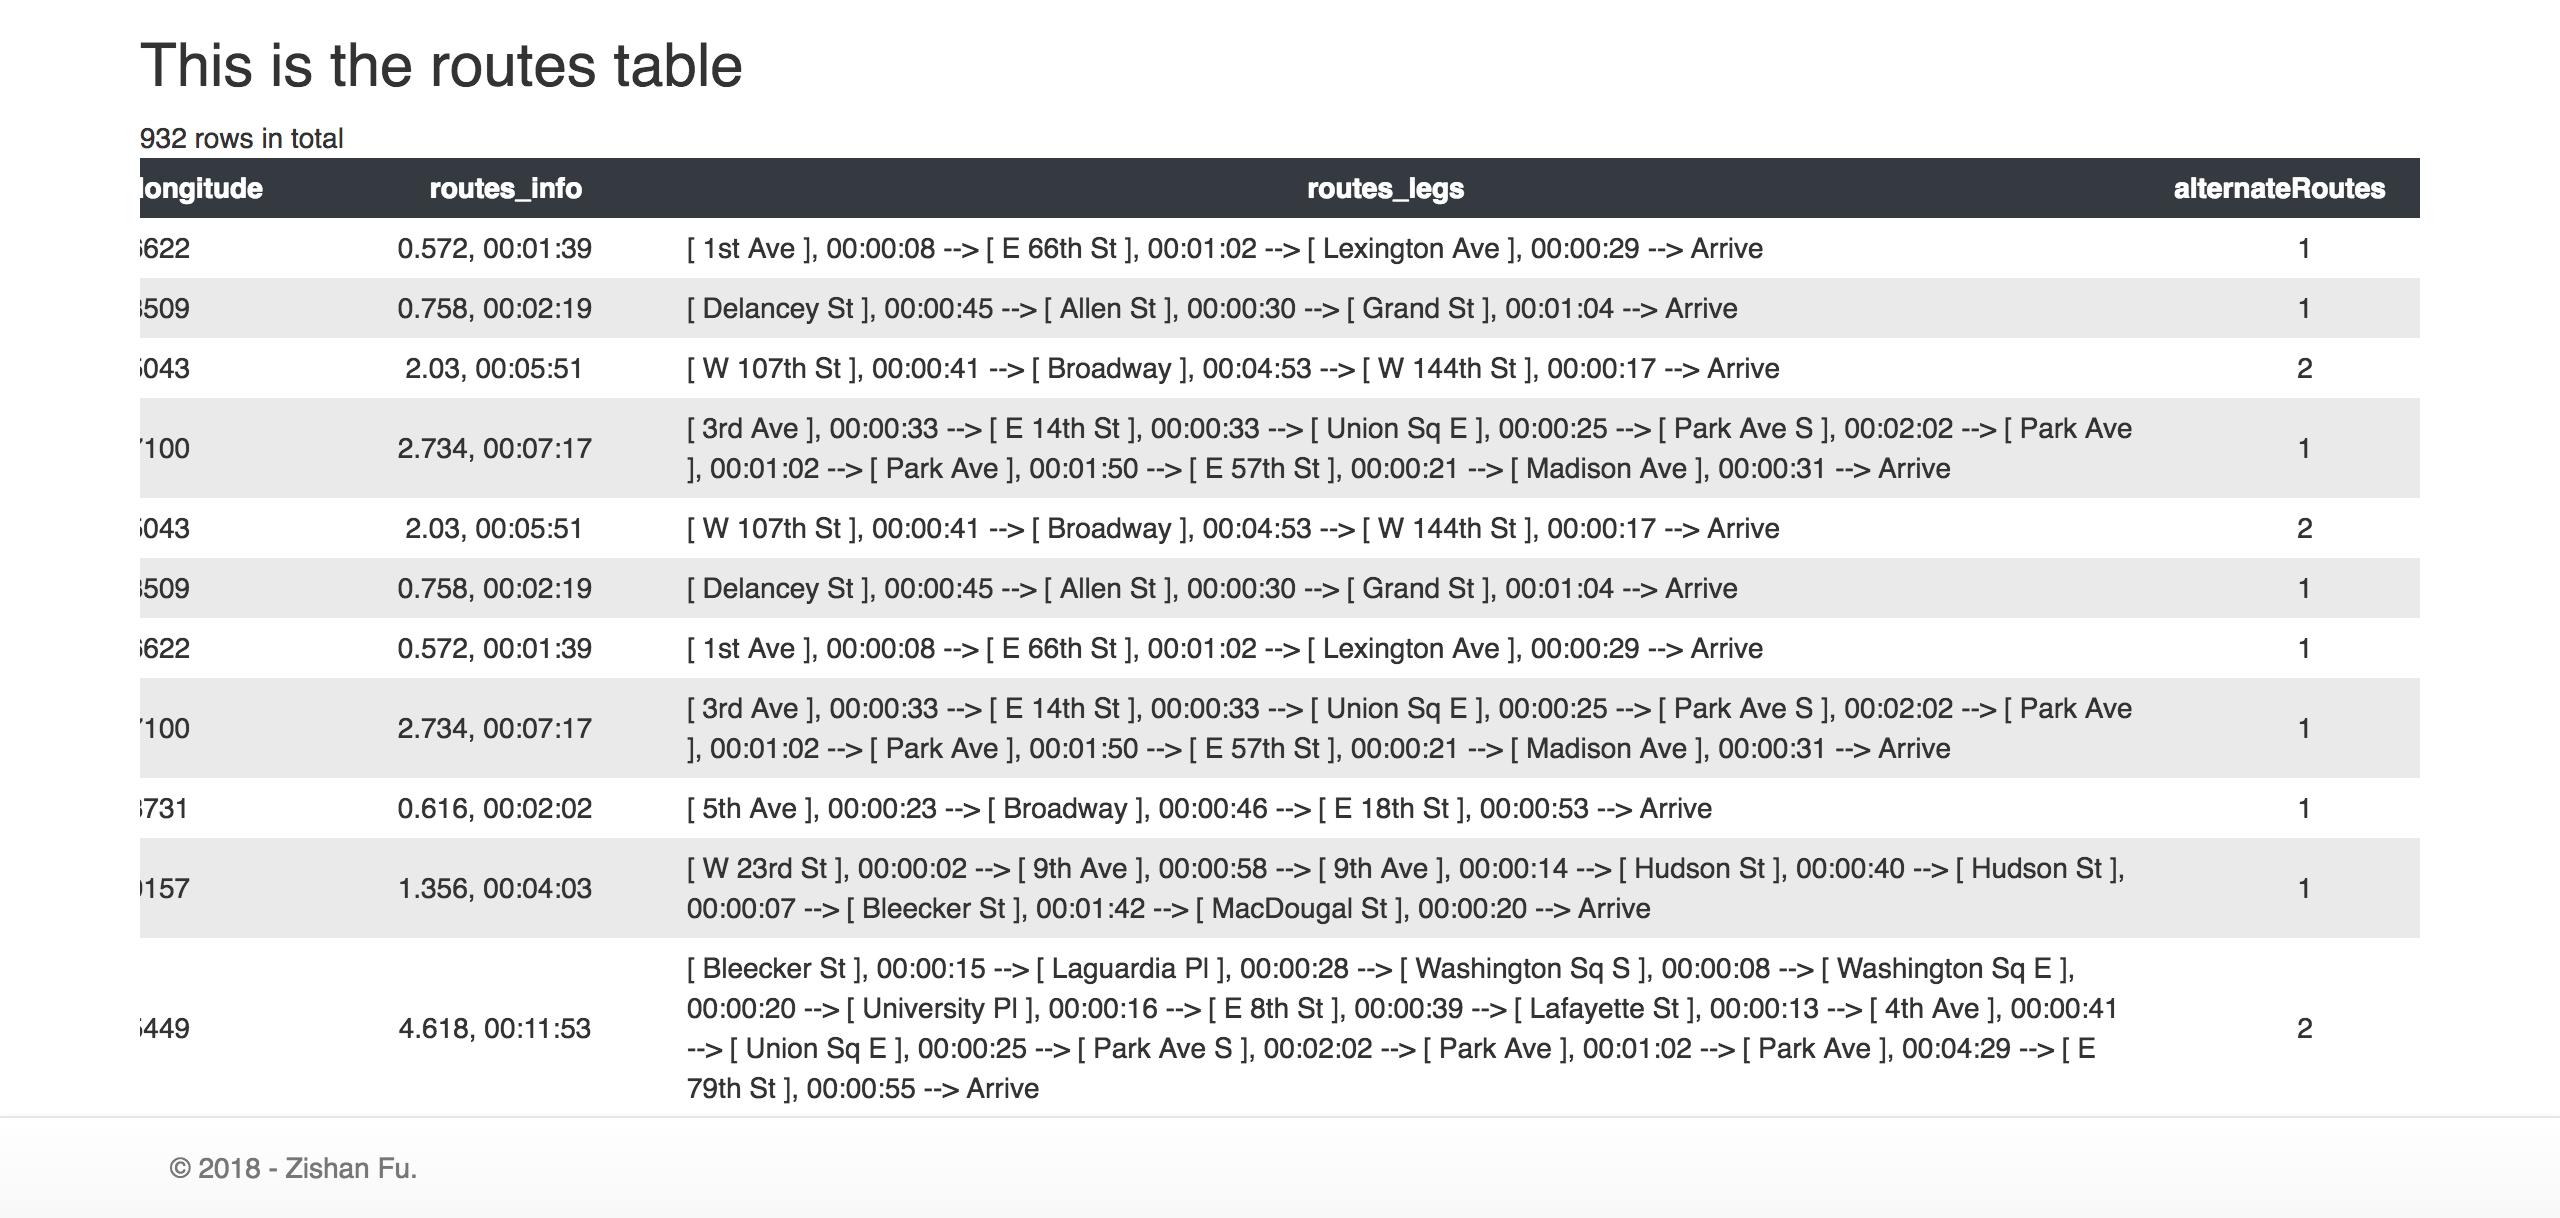 This is the routes table
932 rows in total
longitude routes_info routes_legs alternateRoutes
622 0.572, 00:01:39 [ 1st Ave ], 00:00:08 --> [ E 66th St ], 00:01:02 --> [ Lexington Ave ], 00:00:29 --> Arrive 1
509 0.758, 00:02:19 [ Delancey St ], 00:00:45 --> [ Allen St ], 00:00:30 --> [ Grand St ], 00:01:04 --> Arrive 1
043 2.03, 00:05:51 [ W 107th St ], 00:00:41 --> [ Broadway ], 00:04:53 --> [ W 144th St ], 00:00:17 --> Arrive 2
100 2.734, 00:07:17 [ 3rd Ave ], 00:00:33 --> [ E 14th St ], 00:00:33 --> [ Union Sq E ], 00:00:25 --> [ Park Ave S ], 00:02:02 --> [ Park Ave
], 00:01:02 --> [ Park Ave ], 00:01:50 --> [ E 57th St ], 00:00:21 --> [ Madison Ave ], 00:00:31 --> Arrive 1
043 2.03, 00:05:51 [ W 107th St ], 00:00:41 --> [ Broadway ], 00:04:53 --> [ W 144th St ], 00:00:17 --> Arrive 2
509 0.758, 00:02:19 [ Delancey St ], 00:00:45 --> [ Allen St ], 00:00:30 --> [ Grand St ], 00:01:04 --> Arrive 1
622 0.572, 00:01:39 [ 1st Ave ], 00:00:08 --> [ E 66th St ], 00:01:02 --> [ Lexington Ave ], 00:00:29 --> Arrive 1
100 2.734, 00:07:17 [ 3rd Ave ], 00:00:33 --> [ E 14th St ], 00:00:33 --> [ Union Sq E ], 00:00:25 --> [ Park Ave S ], 00:02:02 --> [ Park Ave
], 00:01:02 --> [ Park Ave ], 00:01:50 --> [ E 57th St ], 00:00:21 --> [ Madison Ave ], 00:00:31 --> Arrive 1
731 0.616, 00:02:02 [ 5th Ave ], 00:00:23 --> [ Broadway ], 00:00:46 --> [ E 18th St ], 00:00:53 --> Arrive 1
157 1.356, 00:04:03 [ W 23rd St ], 00:00:02 --> [ 9th Ave ], 00:00:58 --> [ 9th Ave ], 00:00:14 --> [ Hudson St ], 00:00:40 --> [ Hudson St ],
00:00:07 --> [ Bleecker St ], 00:01:42 --> [ MacDougal St ], 00:00:20 --> Arrive 1
449 4.618, 00:11:53 [ Bleecker St ], 00:00:15 --> [ Laguardia Pl ], 00:00:28 --> [ Washington Sq S ], 00:00:08 --> [ Washington Sq E ],
00:00:20 --> [ University Pl ], 00:00:16 --> [ E 8th St ], 00:00:39 --> [ Lafayette St ], 00:00:13 --> [ 4th Ave ], 00:00:41
--> [ Union Sq E ], 00:00:25 --> [ Park Ave S ], 00:02:02 --> [ Park Ave ], 00:01:02 --> [ Park Ave ], 00:04:29 --> [ E
79th St ], 00:00:55 --> Arrive 2
© 2018 - Zishan Fu.